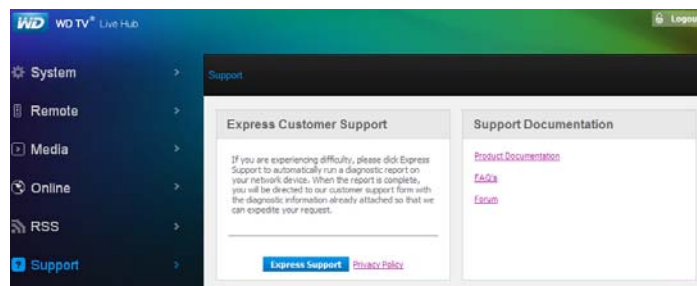 WD WD TV® Live Hub
Logou
System
Remote
Media
Online
RSS
Support
Support
Express Customer Support
If you are experiencing difficulty, please click Express
Support to automatically run a diagnostic report on
your network device. When the report is complete,
you will be directed to our customer support form with
the diagnostic information already attached so that we
can expedite your request.
Express Support Privacy Policy
Support Documentation
Product Documentation
FAQ's
Forum